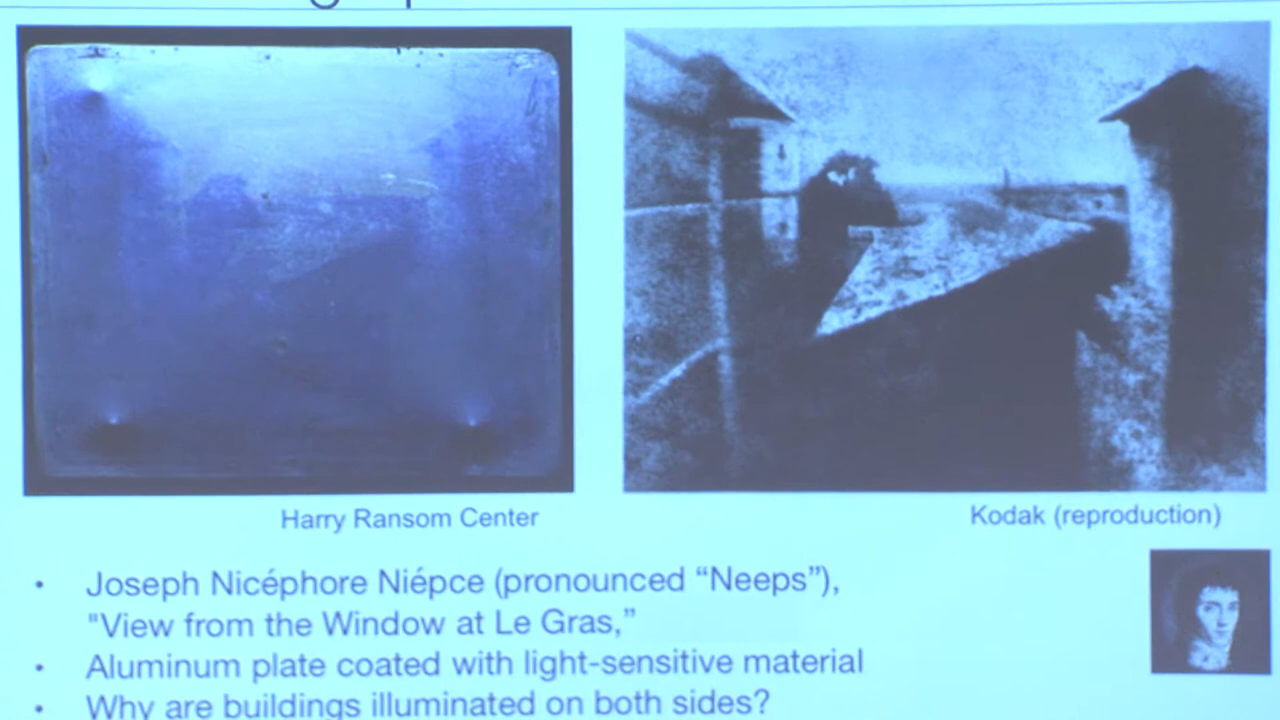 Harry Ransom Center
Kodak (reproduction)
• Joseph Nicéphore Niépce (pronounced “Neeps”),
"View from the Window at Le Gras,”
• Aluminum plate coated with light-sensitive material
• Why are buildings illuminated on both sides?